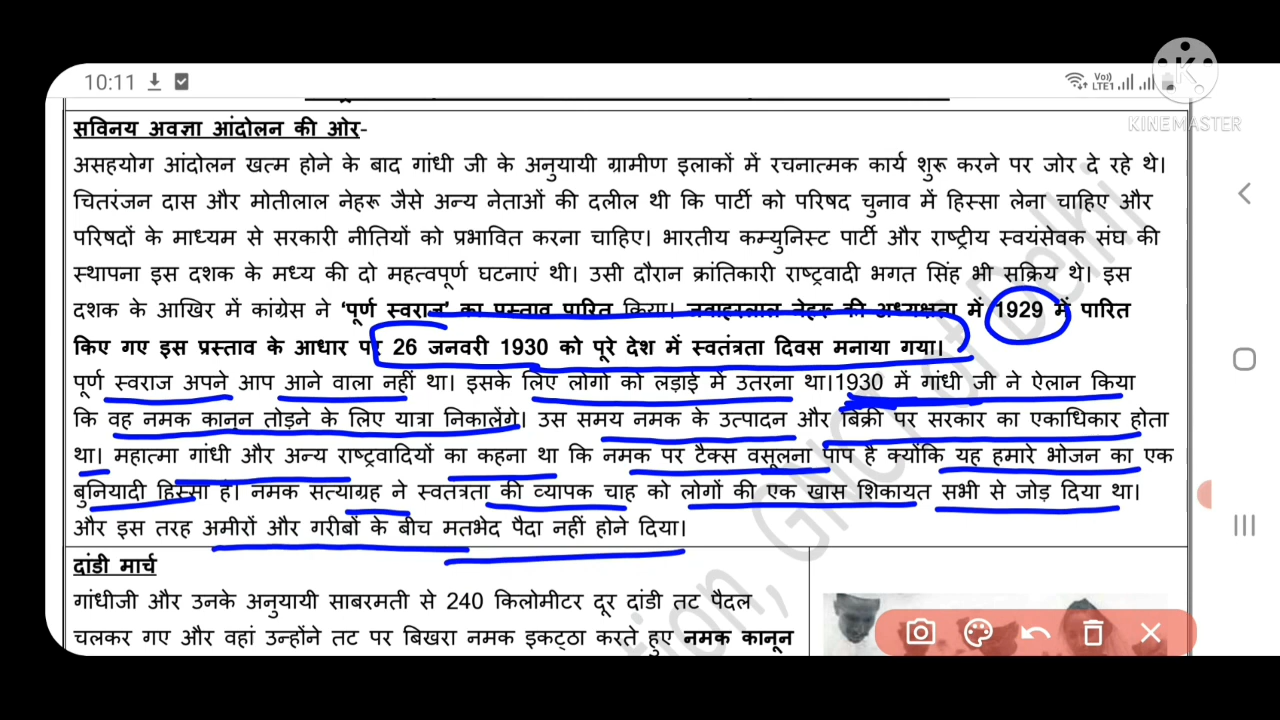 10:11
Vo)
LTE1
KINEMASTER
सविनय अवज्ञा आंदोलन की ओर-
असहयोग आंदोलन खत्म होने के बाद गांधी जी के अनुयायी ग्रामीण इलाकों में रचनात्मक कार्य शुरू करने पर जोर दे रहे थे।
चितरंजन दास और मोतीलाल नेहरू जैसे अन्य नेताओं की दलील थी कि पार्टी को परिषद चुनाव में हिस्सा लेना चाहिए और
परिषदों के माध्यम से सरकारी नीतियों को प्रभावित करना चाहिए। भारतीय कम्युनिस्ट पार्टी और राष्ट्रीय स्वयंसेवक संघ की
स्थापना इस दशक के मध्य की दो महत्वपूर्ण घटनाएं थी। उसी दौरान क्रांतिकारी राष्ट्रवादी भगत सिंह भी सक्रिय थे। इस
दशक के आखिर में कांग्रेस ने ‘पूर्ण स्वराज’ का प्रस्ताव पारित किया। जवाहरलाल नेहरू की अध्यक्षता में 1929 में पारित
किए गए इस प्रस्ताव के आधार पर 26 जनवरी 1930 को पूरे देश में स्वतंत्रता दिवस मनाया गया।
पूर्ण स्वराज अपने आप आने वाला नहीं था। इसके लिए लोगों को लड़ाई में उतरना था। 1930 में गांधी जी ने ऐलान किया
कि वह नमक कानून तोड़ने के लिए यात्रा निकालेंगे। उस समय नमक के उत्पादन और बिक्री पर सरकार का एकाधिकार होता
था। महात्मा गांधी और अन्य राष्ट्रवादियों का कहना था कि नमक पर टैक्स वसूलना पाप है क्योंकि यह हमारे भोजन का एक
बुनियादी हिस्सा है। नमक सत्याग्रह ने स्वतंत्रता की व्यापक चाह को लोगों की एक खास शिकायत सभी से जोड़ दिया था।
और इस तरह अमीरों और गरीबों के बीच मतभेद पैदा नहीं होने दिया।
दांडी मार्च
गांधीजी और उनके अनुयायी साबरमती से 240 किलोमीटर दूर दांडी तट पैदल
चलकर गए और वहां उन्होंने तट पर बिखरा नमक इकट्ठा करते हुए नमक कानून